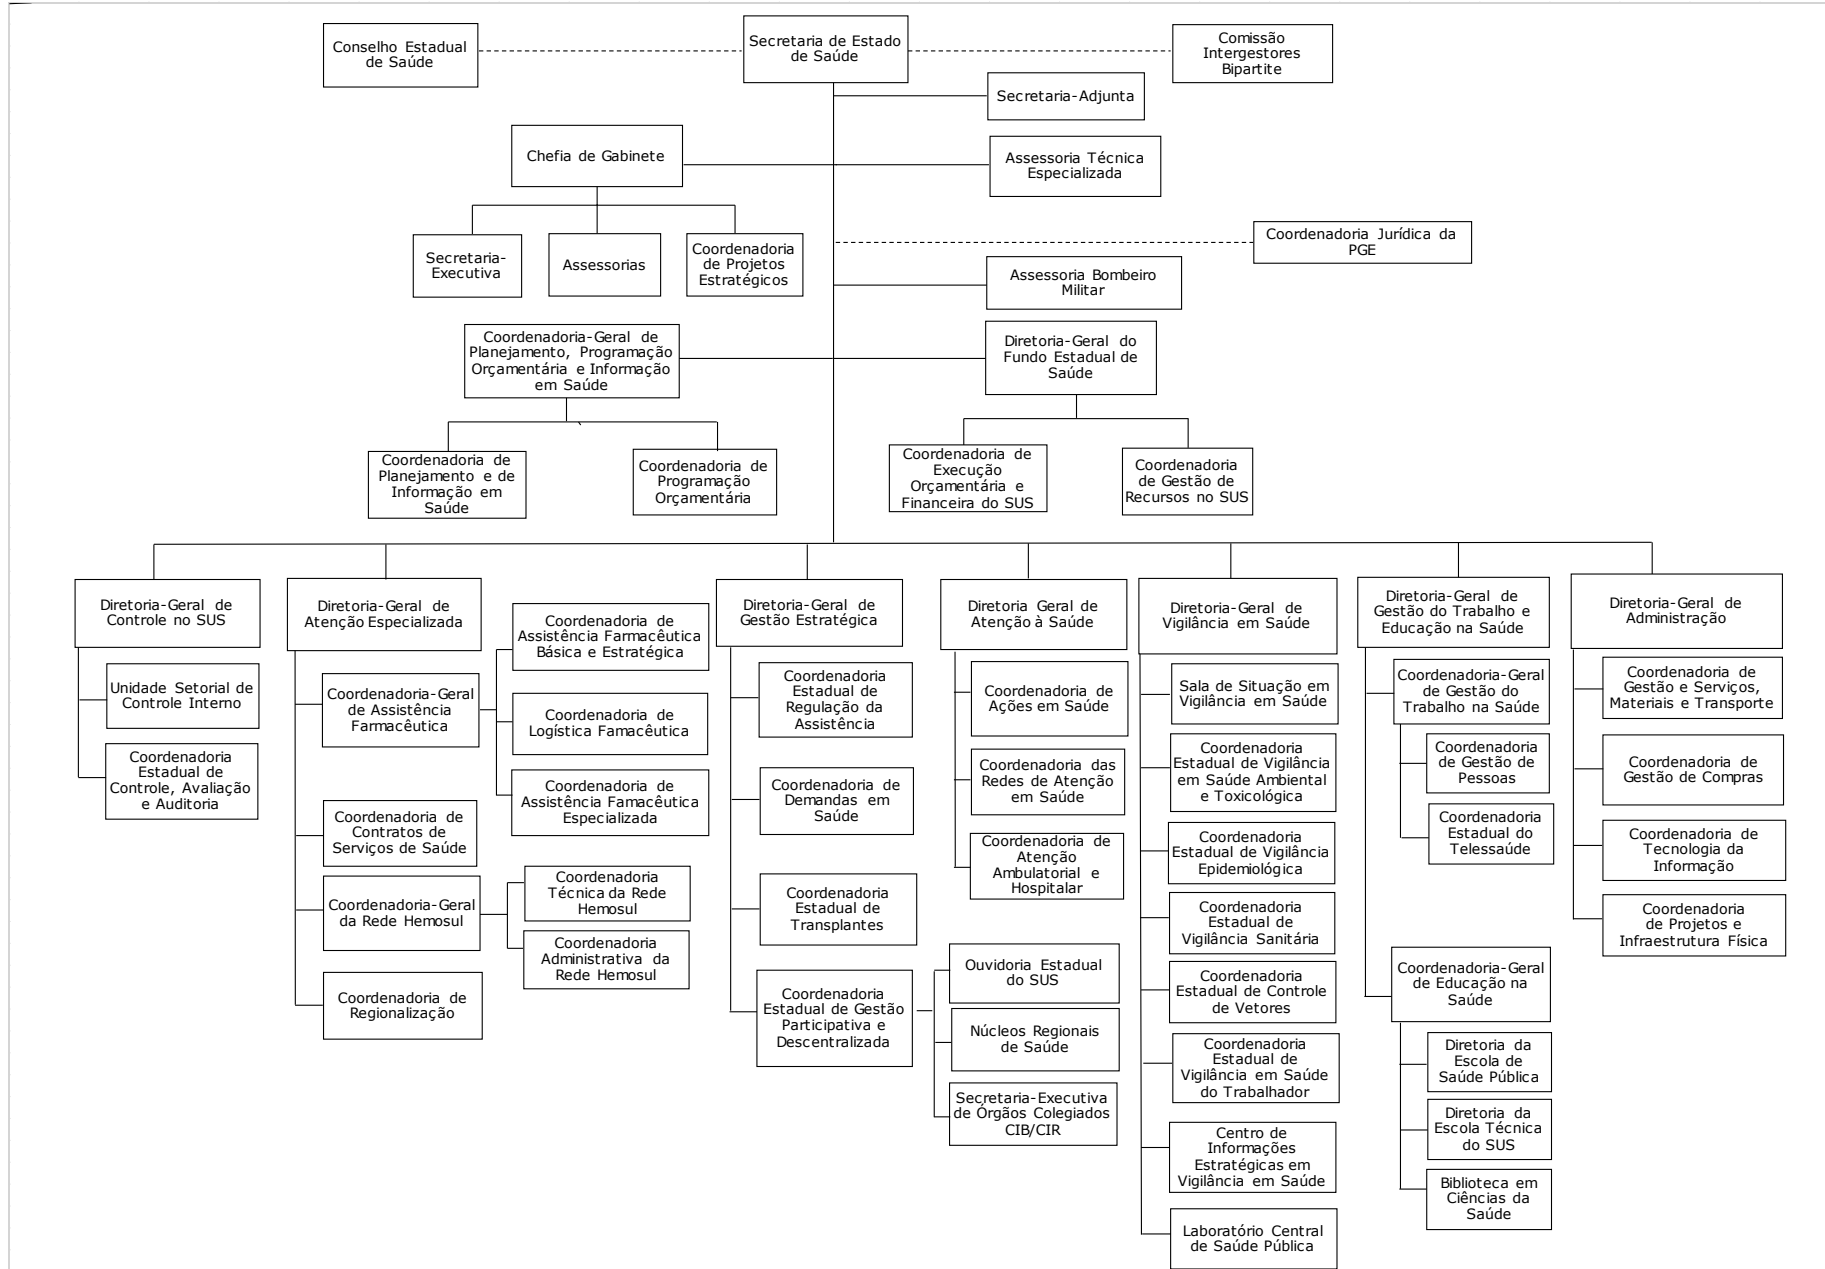 Conselho Estadual
de Saúde
Secretaria de Estado
de Saúde
Comissão
Intergestores
Bipartite
Secretaria-Adjunta
Chefia de Gabinete
Assessoria Técnica
Especializada
Secretaria-
Executiva
Assessorias
Coordenadoria
de Projetos
Estratégicos
Coordenadoria Jurídica da
PGE
Assessoria Bombeiro
Militar
Coordenadoria-Geral de
Planejamento, Programação
Orçamentária e Informação
em Saúde
Diretoria-Geral do
Fundo Estadual de
Saúde
Coordenadoria de
Planejamento e de
Informação em
Saúde
Coordenadoria de
Programação
Orçamentária
Coordenadoria de
Execução
Orçamentária e
Financeira do SUS
Coordenadoria
de Gestão de
Recursos no SUS
Diretoria-Geral de
Controle no SUS
Unidade Setorial de
Controle Interno
Coordenadoria
Estadual de
Controle, Avaliação
e Auditoria
Diretoria-Geral de
Atenção Especializada
Coordenadoria-Geral
de Assistência
Farmacêutica
Coordenadoria de
Assistência Farmacêutica
Básica e Estratégica
Coordenadoria de
Logística Famacêutica
Coordenadoria de
Assistência Famacêutica
Especializada
Coordenadoria de
Contratos de
Serviços de Saúde
Coordenadoria-Geral
da Rede Hemosul
Coordenadoria
Técnica da Rede
Hemosul
Coordenadoria
Administrativa da
Rede Hemosul
Coordenadoria de
Regionalização
Diretoria-Geral de
Gestão Estratégica
Coordenadoria
Estadual de
Regulação da
Assistência
Coordenadoria de
Demandas em
Saúde
Coordenadoria
Estadual de
Transplantes
Coordenadoria
Estadual de Gestão
Participativa e
Descentralizada
Ouvidoria Estadual
do SUS
Núcleos Regionais
de Saúde
Secretaria-Executiva
de Órgãos Colegiados
CIB/CIR
Diretoria Geral de
Atenção à Saúde
Coordenadoria de
Ações em Saúde
Coordenadoria das
Redes de Atenção
em Saúde
Coordenadoria de
Atenção
Ambulatorial e
Hospitalar
Diretoria-Geral de
Vigilância em Saúde
Sala de Situação em
Vigilância em Saúde
Coordenadoria
Estadual de Vigilância
em Saúde Ambiental
e Toxicológica
Coordenadoria
Estadual de Vigilância
Epidemiológica
Coordenadoria
Estadual de
Vigilância Sanitária
Coordenadoria
Estadual de Controle
de Vetores
Coordenadoria
Estadual de
Vigilância em Saúde
do Trabalhador
Centro de
Informações
Estratégicas em
Vigilância em Saúde
Laboratório Central
de Saúde Pública
Diretoria-Geral de
Gestão do Trabalho e
Educação na Saúde
Coordenadoria-Geral
de Gestão do
Trabalho na Saúde
Coordenadoria
de Gestão de
Pessoas
Coordenadoria
Estadual do
Telessaúde
Coordenadoria-Geral
de Educação na
Saúde
Diretoria da
Escola de
Saúde Pública
Diretoria da
Escola Técnica
do SUS
Biblioteca em
Ciências da
Saúde
Diretoria-Geral de
Administração
Coordenadoria de
Gestão e Serviços,
Materiais e Transporte
Coordenadoria de
Gestão de Compras
Coordenadoria de
Tecnologia da
Informação
Coordenadoria
de Projetos e
Infraestrutura Física